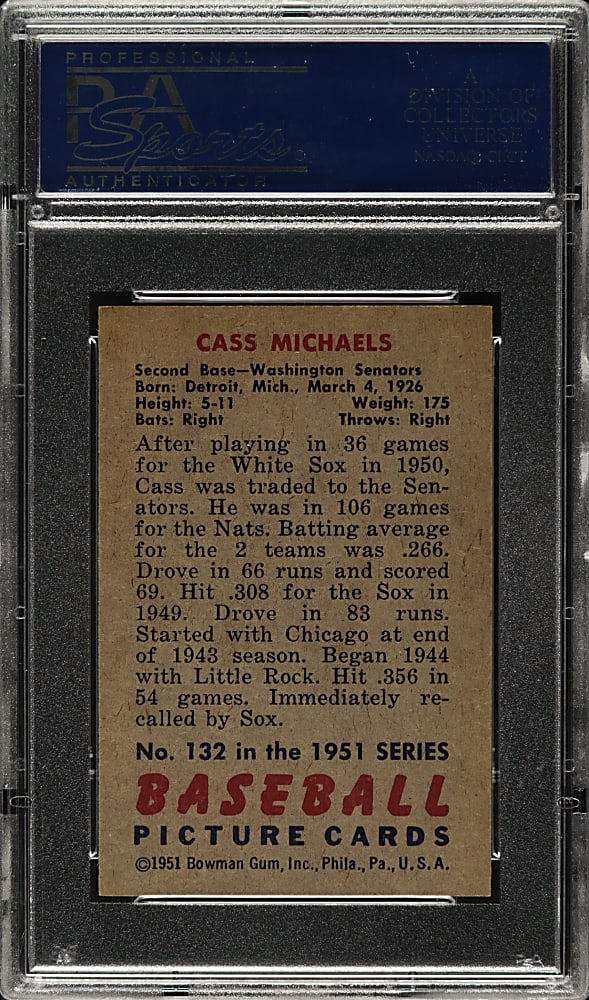 PROFESSIONAL
PSA
Sports
AUTHENTICATOR
A
DIVISION OF
COLLECTORS
UNIVERSE
NASDAQ: CLCT
CASS MICHAELS
Second Base—Washington Senators
Born: Detroit, Mich., March 4, 1926
Height: 5-11 Weight: 175
Bats: Right Throws: Right
After playing in 36 games
for the White Sox in 1950,
Cass was traded to the Sen-
ators. He was in 106 games
for the Nats. Batting average
for the 2 teams was .266.
Drove in 66 runs and scored
69. Hit .308 for the Sox in
1949. Drove in 83 runs.
Started with Chicago at end
of 1943 season. Began 1944
with Little Rock. Hit .356 in
54 games. Immediately re-
called by Sox.
No. 132 in the 1951 SERIES
BASEBALL
PICTURE CARDS
©1951 Bowman Gum, Inc., Phila., Pa., U.S.A.